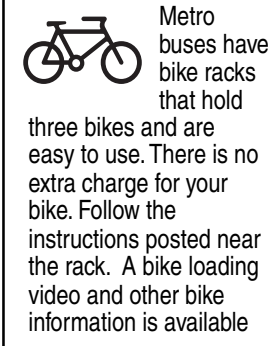 Metro
buses have
bike racks
that hold
three bikes and are
easy to use. There is no
extra charge for your
bike. Follow the
instructions posted near
the rack.  A bike loading
video and other bike
information is available